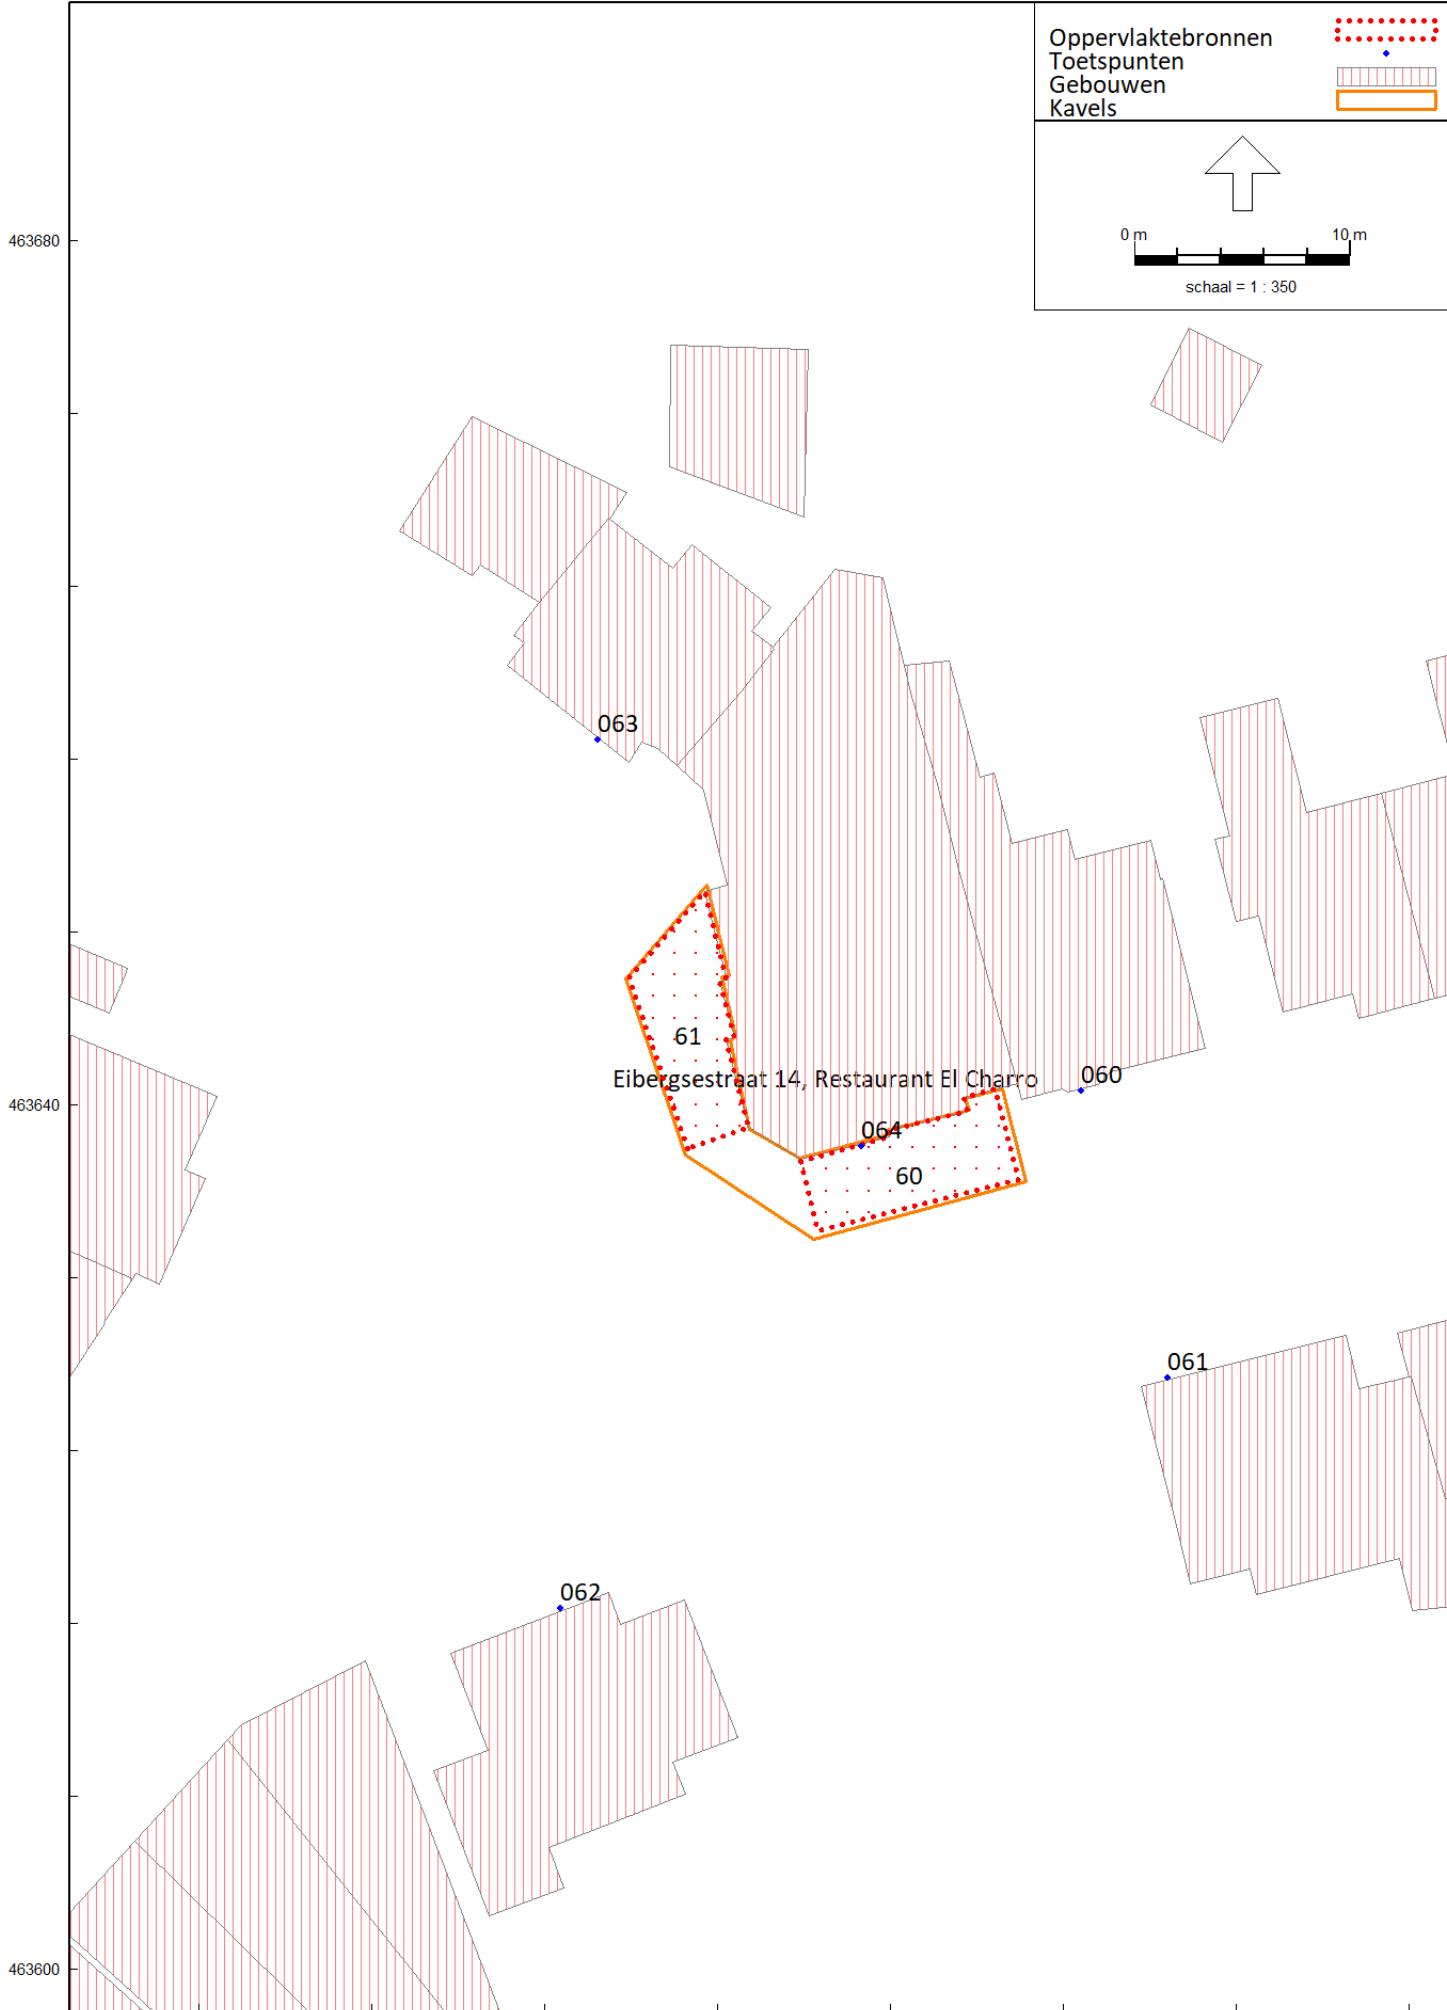 Oppervlaktebronnen
Toetspunten
Gebouwen
Kavels
0 m 10 m
schaal = 1 : 350
463680
063
61
Eibergsestraat 14, Restaurant El Charro
060
463640
064
60
061
062
463600